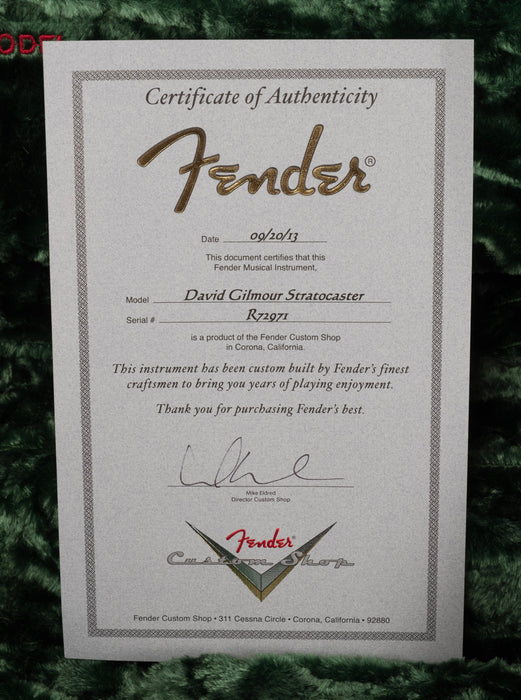 ODEL
Certificate of Authenticity
Fender®
Date 09/20/13
This document certifies that this
Fender Musical Instrument,
Model David Gilmour Stratocaster
Serial # R72971
is a product of the Fender Custom Shop
in Corona, California.
This instrument has been custom built by Fender's finest
craftsmen to bring you years of playing enjoyment.
Thank you for purchasing Fender's best.
Mike Eldred
Director Custom Shop
Fender®
Custom Shop
Fender Custom Shop • 311 Cessna Circle • Corona, California • 92880